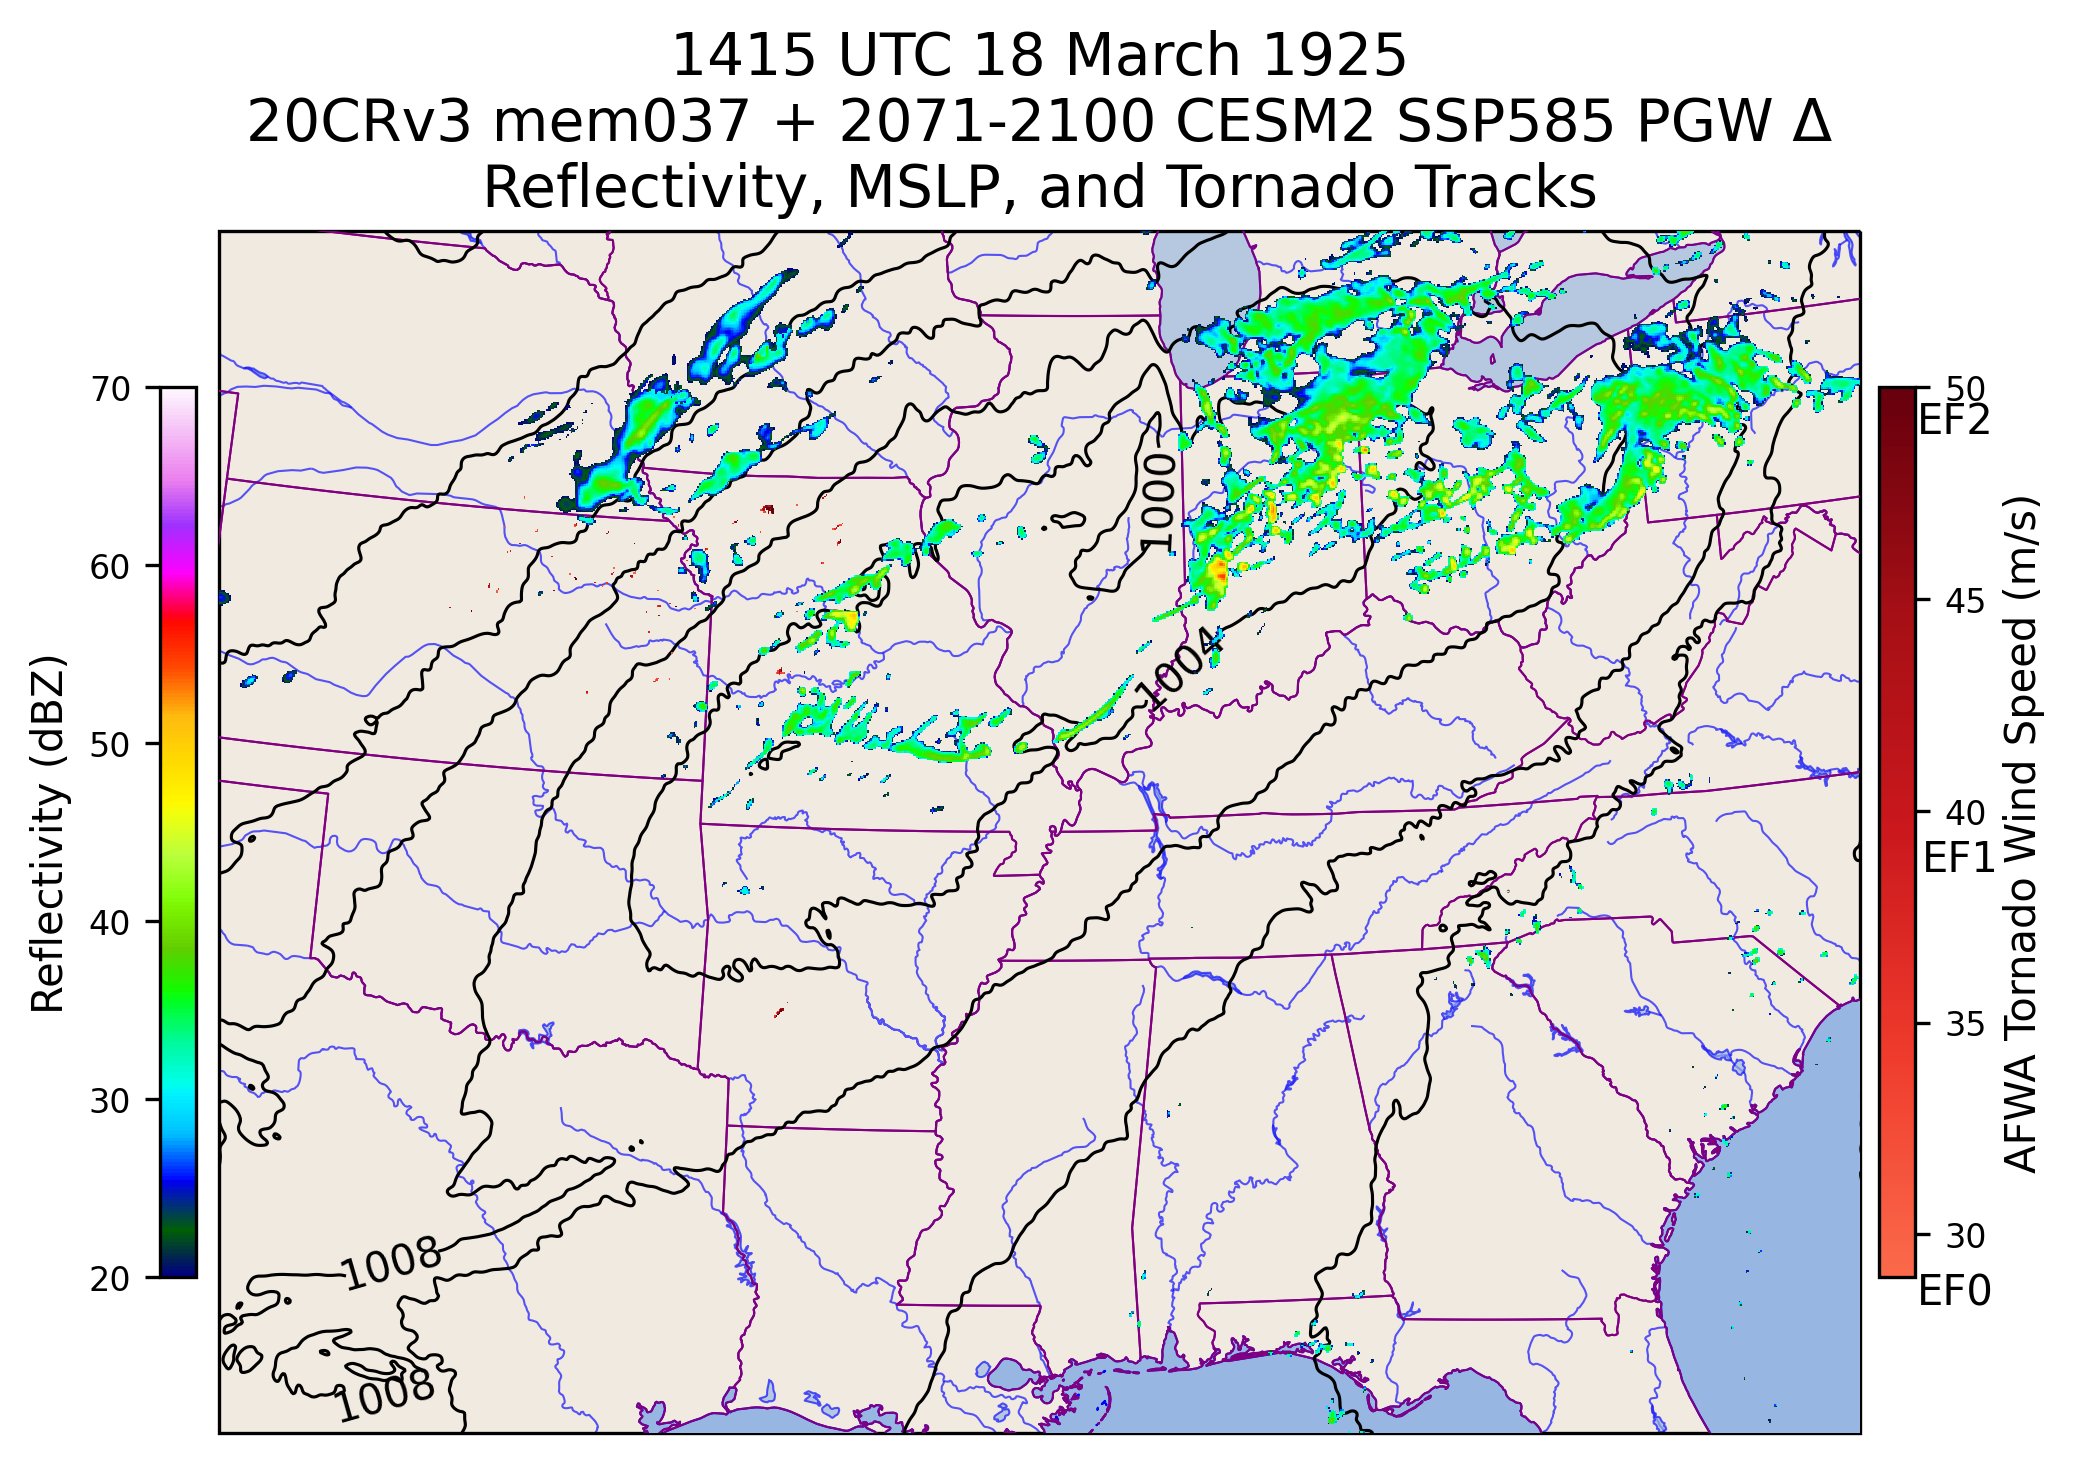 1415 UTC 18 March 1925
20CRv3 mem037 + 2071-2100 CESM2 SSP585 PGW Δ
Reflectivity, MSLP, and Tornado Tracks
70
60
50
40
30
20
Reflectivity (dBZ)
1000
1004
1008
1008
50
EF2
45
40
EF1
35
30
EF0
AFWA Tornado Wind Speed (m/s)